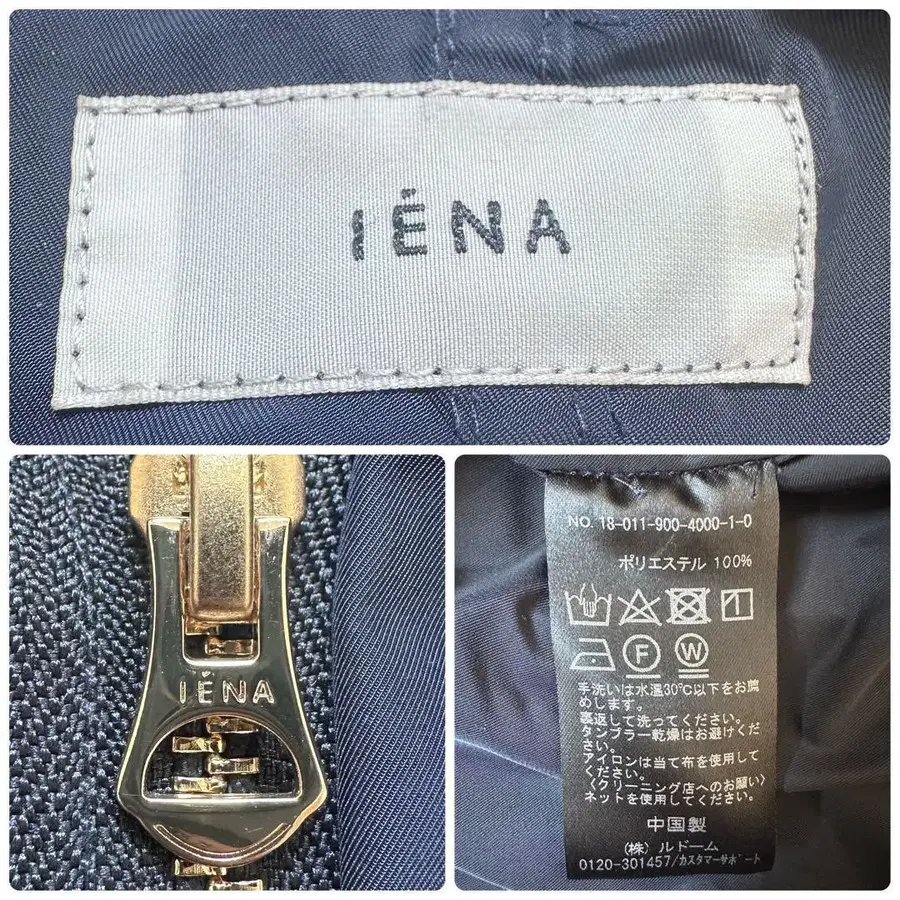 IÉNA
IÉNA
NO. 18-011-900-4000-1-0
ポリエステル 100%
F W
手洗いは水温30℃以下をお薦
めします。
裏返して洗ってください。
タンブラー乾燥はお避けくだ
さい。
アイロンは当て布を使用して
ください。
〈クリーニング店へのお願い〉
ネットを使用してください。
中国製
(株) ルドーム
0120-301457/カスタマーサポート